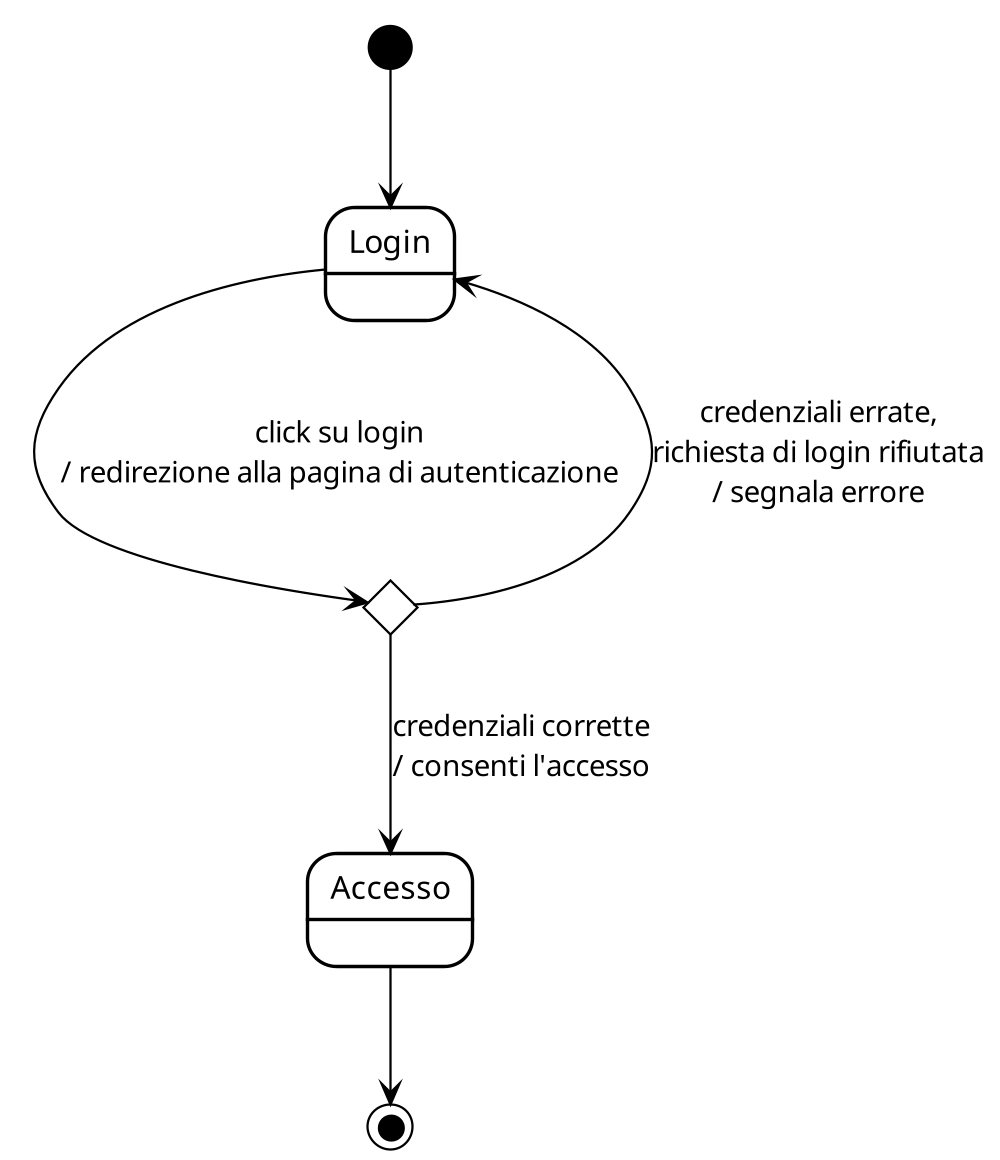 Login
click su login
/ redirezione alla pagina di autenticazione
credenziali errate,
richiesta di login rifiutata
/ segnala errore
credenziali corrette
/ consenti l'accesso
Accesso